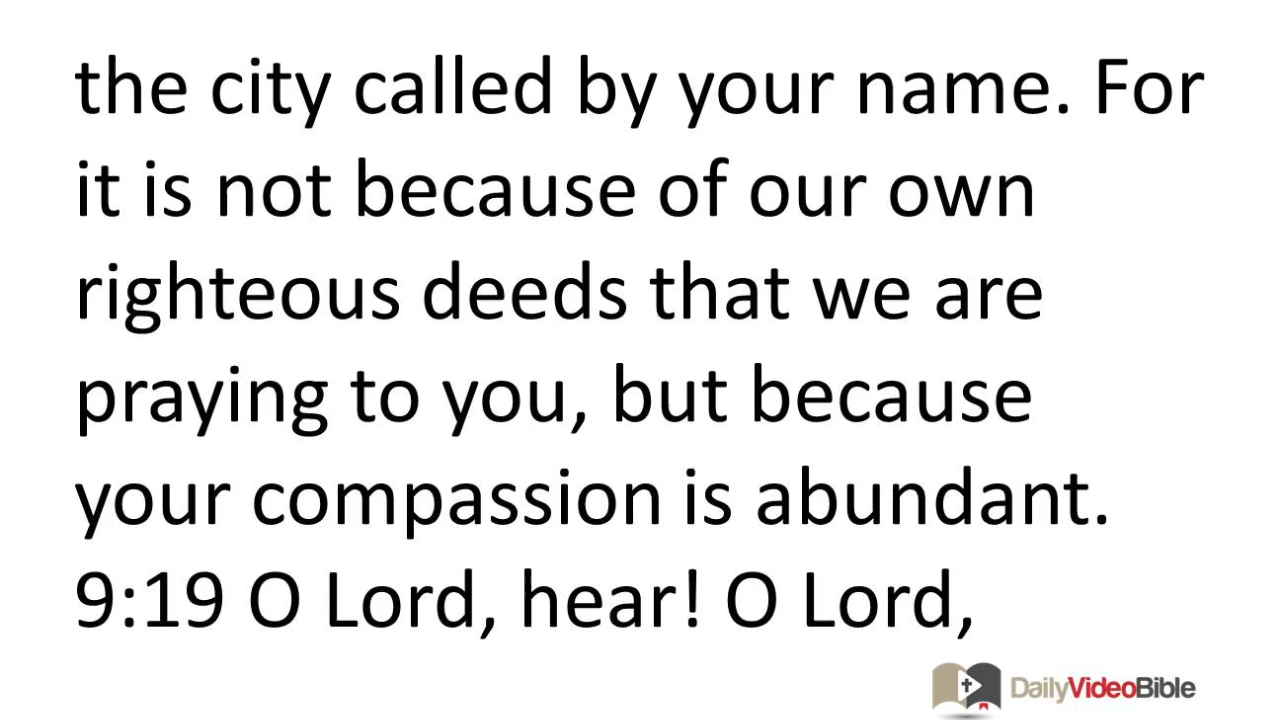 the city called by your name. For
it is not because of our own
righteous deeds that we are
praying to you, but because
your compassion is abundant.
9:19 O Lord, hear! O Lord,
DailyVideoBible